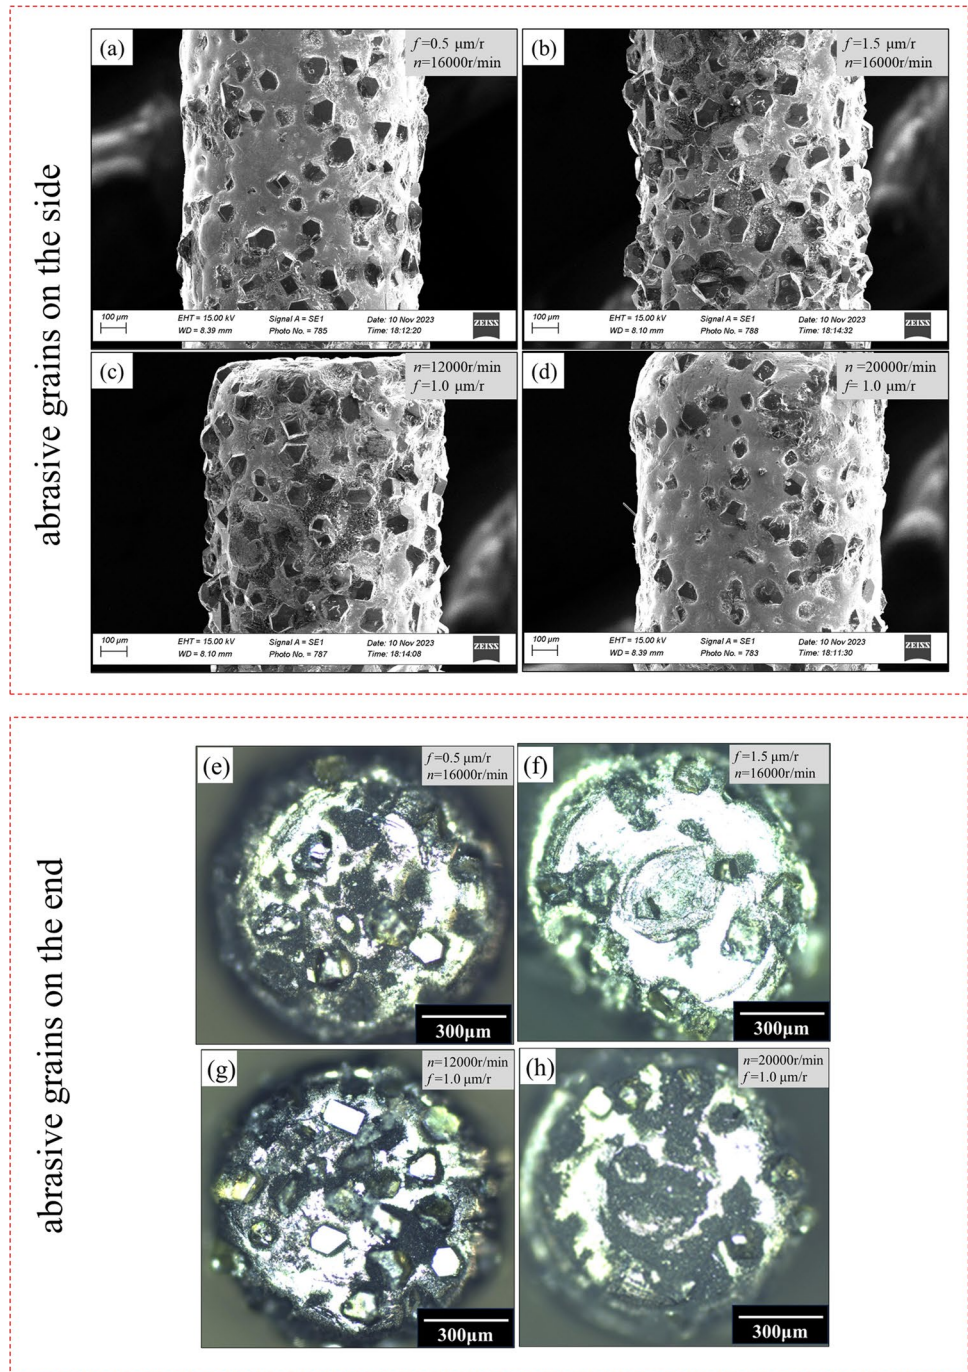 abrasive grains on the side
(a)
f=0.5 μm/r
n=16000r/min
100 μm
EHT = 15.00 kV
WD = 8.39 mm
Signal A = SE1
Photo No. = 785
Date: 10 Nov 2023
Time: 18:12:20
ZEISS
(b)
f=1.5 μm/r
n=16000r/min
100 μm
EHT = 15.00 kV
WD = 8.10 mm
Signal A = SE1
Photo No. = 788
Date: 10 Nov 2023
Time: 18:14:32
ZEISS
(c)
n=12000r/min
f=1.0 μm/r
100 μm
EHT = 15.00 kV
WD = 8.10 mm
Signal A = SE1
Photo No. = 787
Date: 10 Nov 2023
Time: 18:14:08
ZEISS
(d)
n =20000r/min
f= 1.0 μm/r
100 μm
EHT = 15.00 kV
WD = 8.39 mm
Signal A = SE1
Photo No. = 783
Date: 10 Nov 2023
Time: 18:11:30
ZEISS
abrasive grains on the end
(e)
f=0.5 μm/r
n=16000r/min
300μm
(f)
f=1.5 μm/r
n=16000r/min
300μm
(g)
n=12000r/min
f=1.0 μm/r
300μm
(h)
n=20000r/min
f=1.0 μm/r
300μm